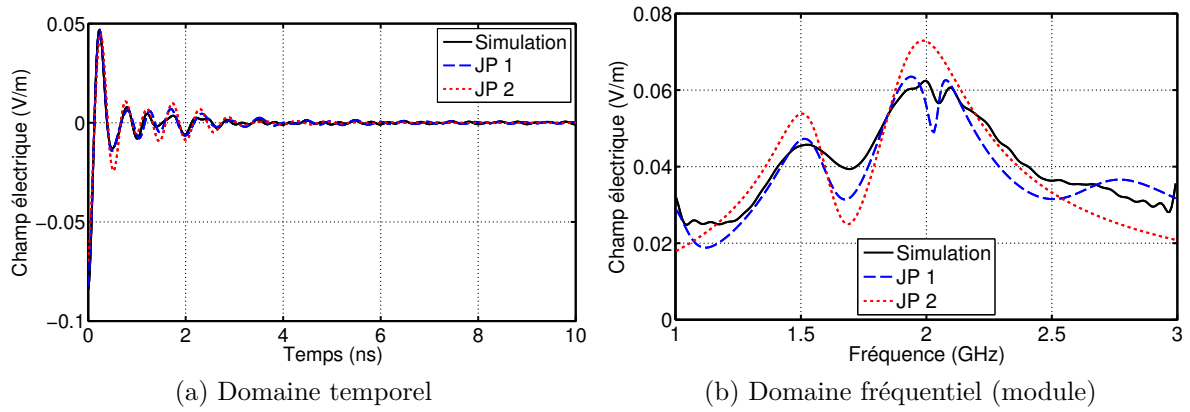 0.05
0
−0.05
−0.1
Champ électrique (V/m)
0 2 4 6 8 10
Temps (ns)
Simulation
JP 1
JP 2
(a) Domaine temporel
0.08
0.06
0.04
0.02
0
Champ électrique (V/m)
1 1.5 2 2.5 3
Fréquence (GHz)
Simulation
JP 1
JP 2
(b) Domaine fréquentiel (module)